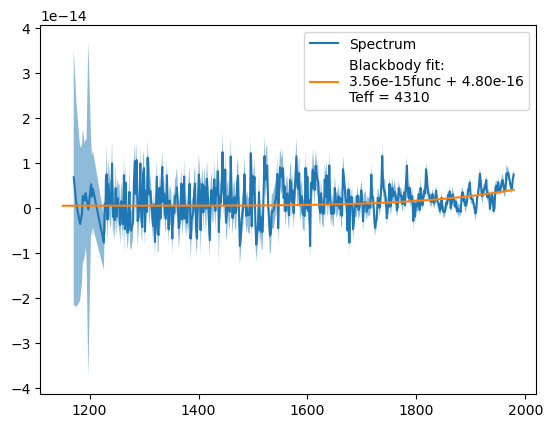 1e−14
4
3
2
1
0
−1
−2
−3
−4
1200
1400
1600
1800
2000
Spectrum
Blackbody fit:
3.56e-15func + 4.80e-16
Teff = 4310